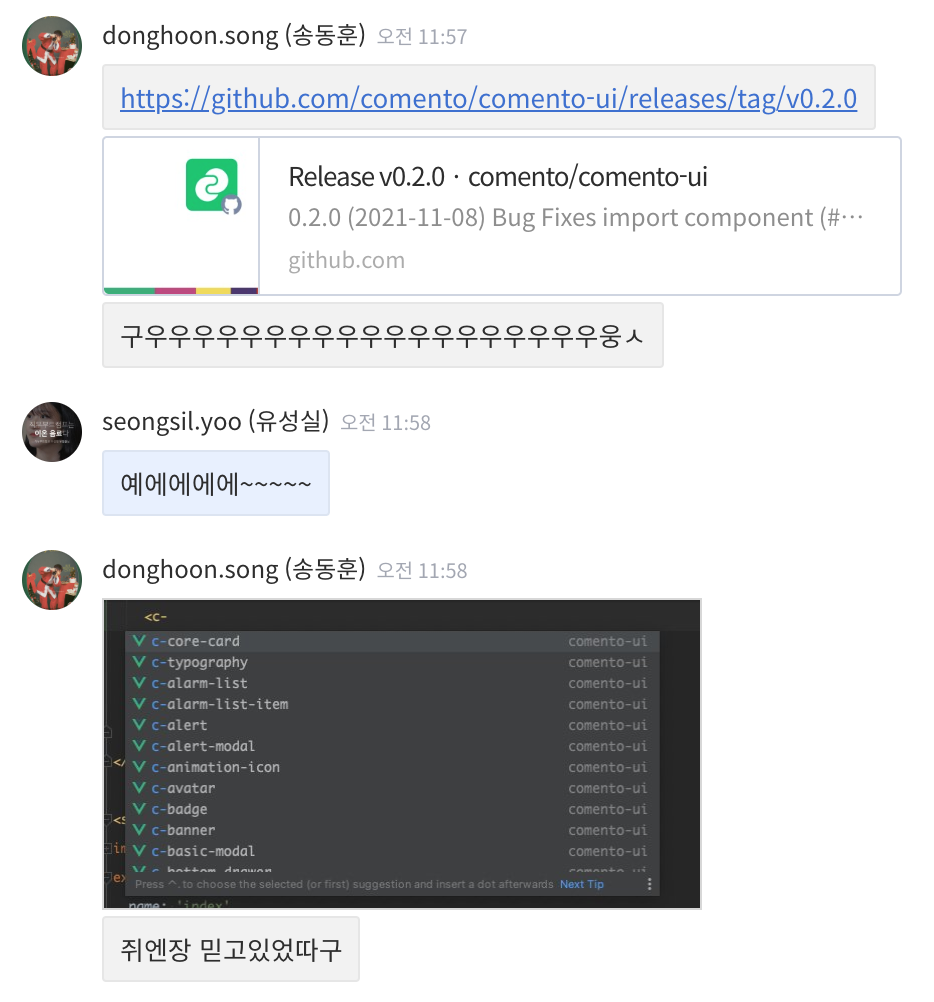 donghoon.song (송동훈) 오전 11:57
https://github.com/comento/comento-ui/releases/tag/v0.2.0
Release v0.2.0 · comento/comento-ui
0.2.0 (2021-11-08) Bug Fixes import component (#⋯
github.com
구우우우우우우우우우우우우우우우우우우우웅ㅅ
seongsil.yoo (유성실) 오전 11:58
예에에에에~~~~~
donghoon.song (송동훈) 오전 11:58
<c-
c-core-card comento-ui
c-typography comento-ui
c-alarm-list comento-ui
c-alarm-list-item comento-ui
c-alert comento-ui
c-alert-modal comento-ui
c-animation-icon comento-ui
c-avatar comento-ui
c-badge comento-ui
c-banner comento-ui
c-basic-modal comento-ui
Press ^. to choose the selected (or first) suggestion and insert a dot afterwards Next Tip
name: 'index'
쥐엔장 믿고있었따구